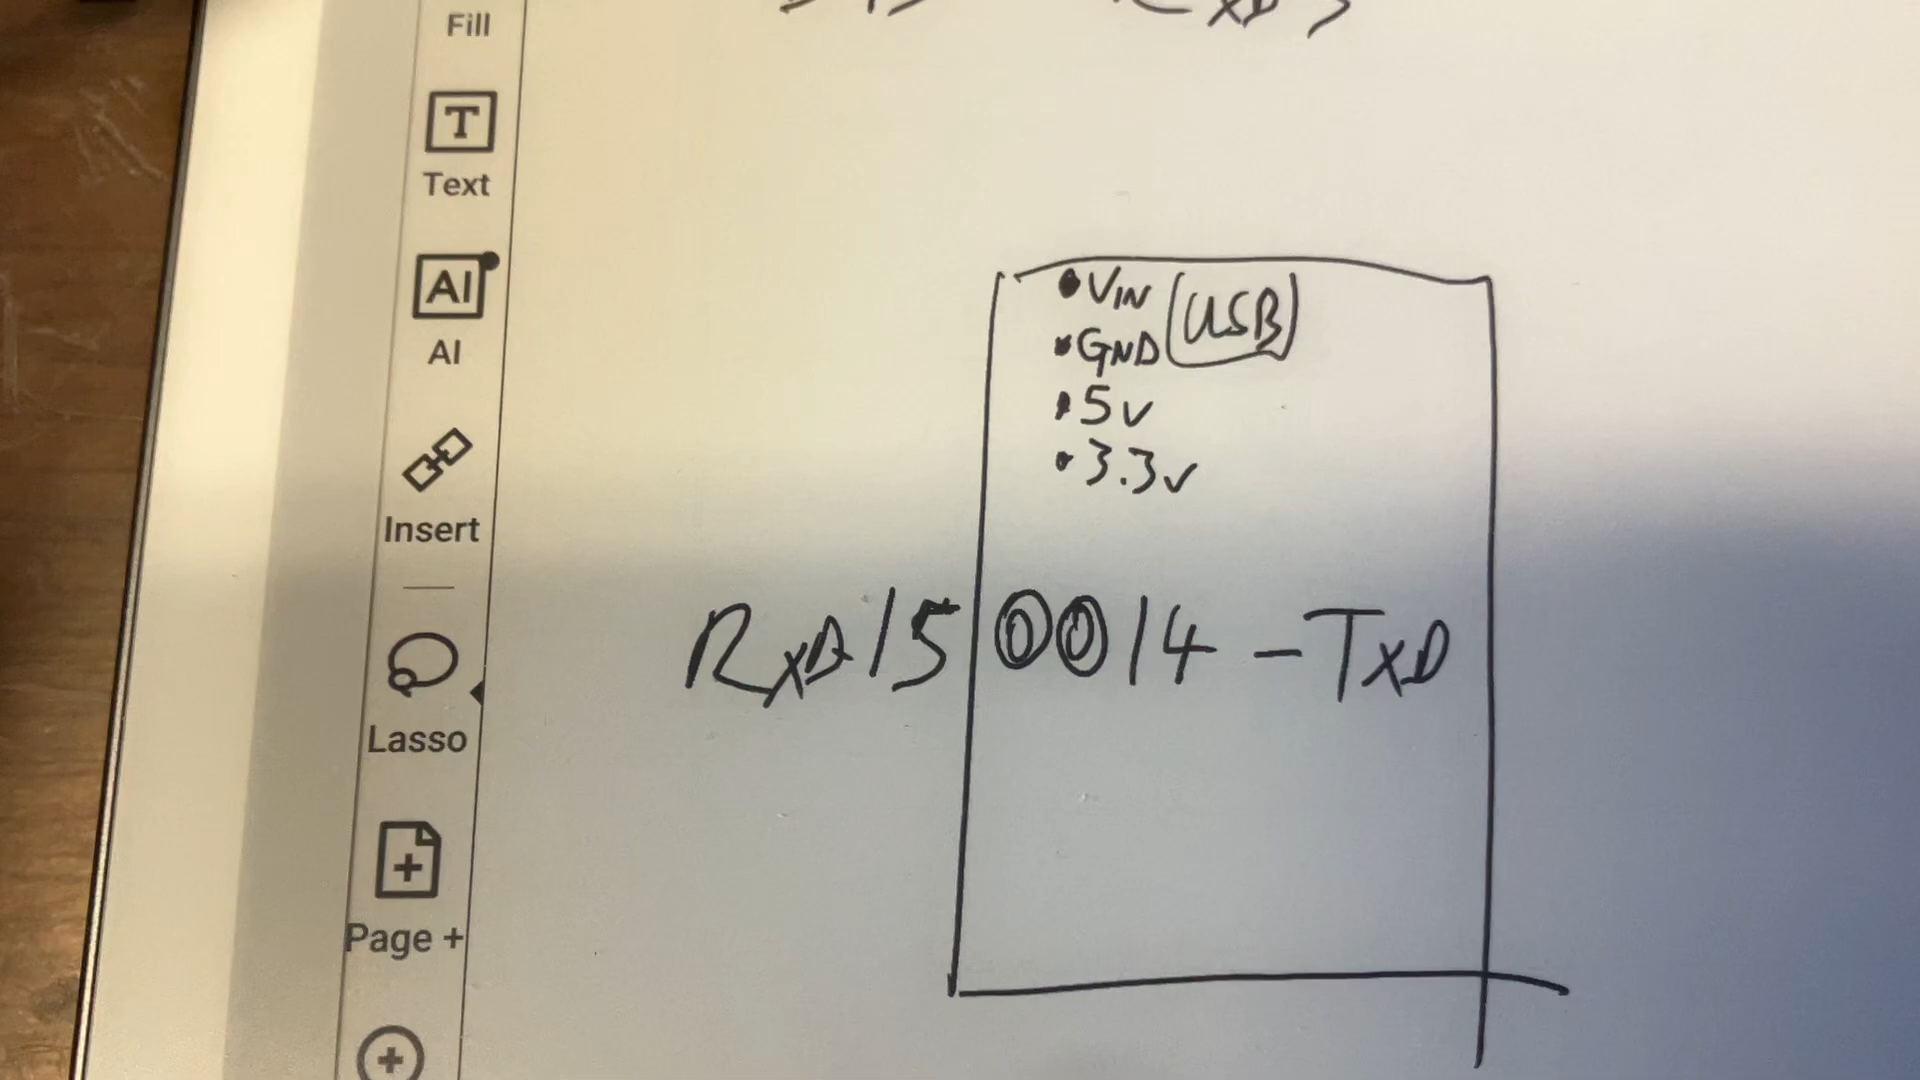 Fill
Text
AI
AI
Insert
Lasso
Page +
VIN
GND
USB
5v
3.3v
RxD 15 14 - TxD